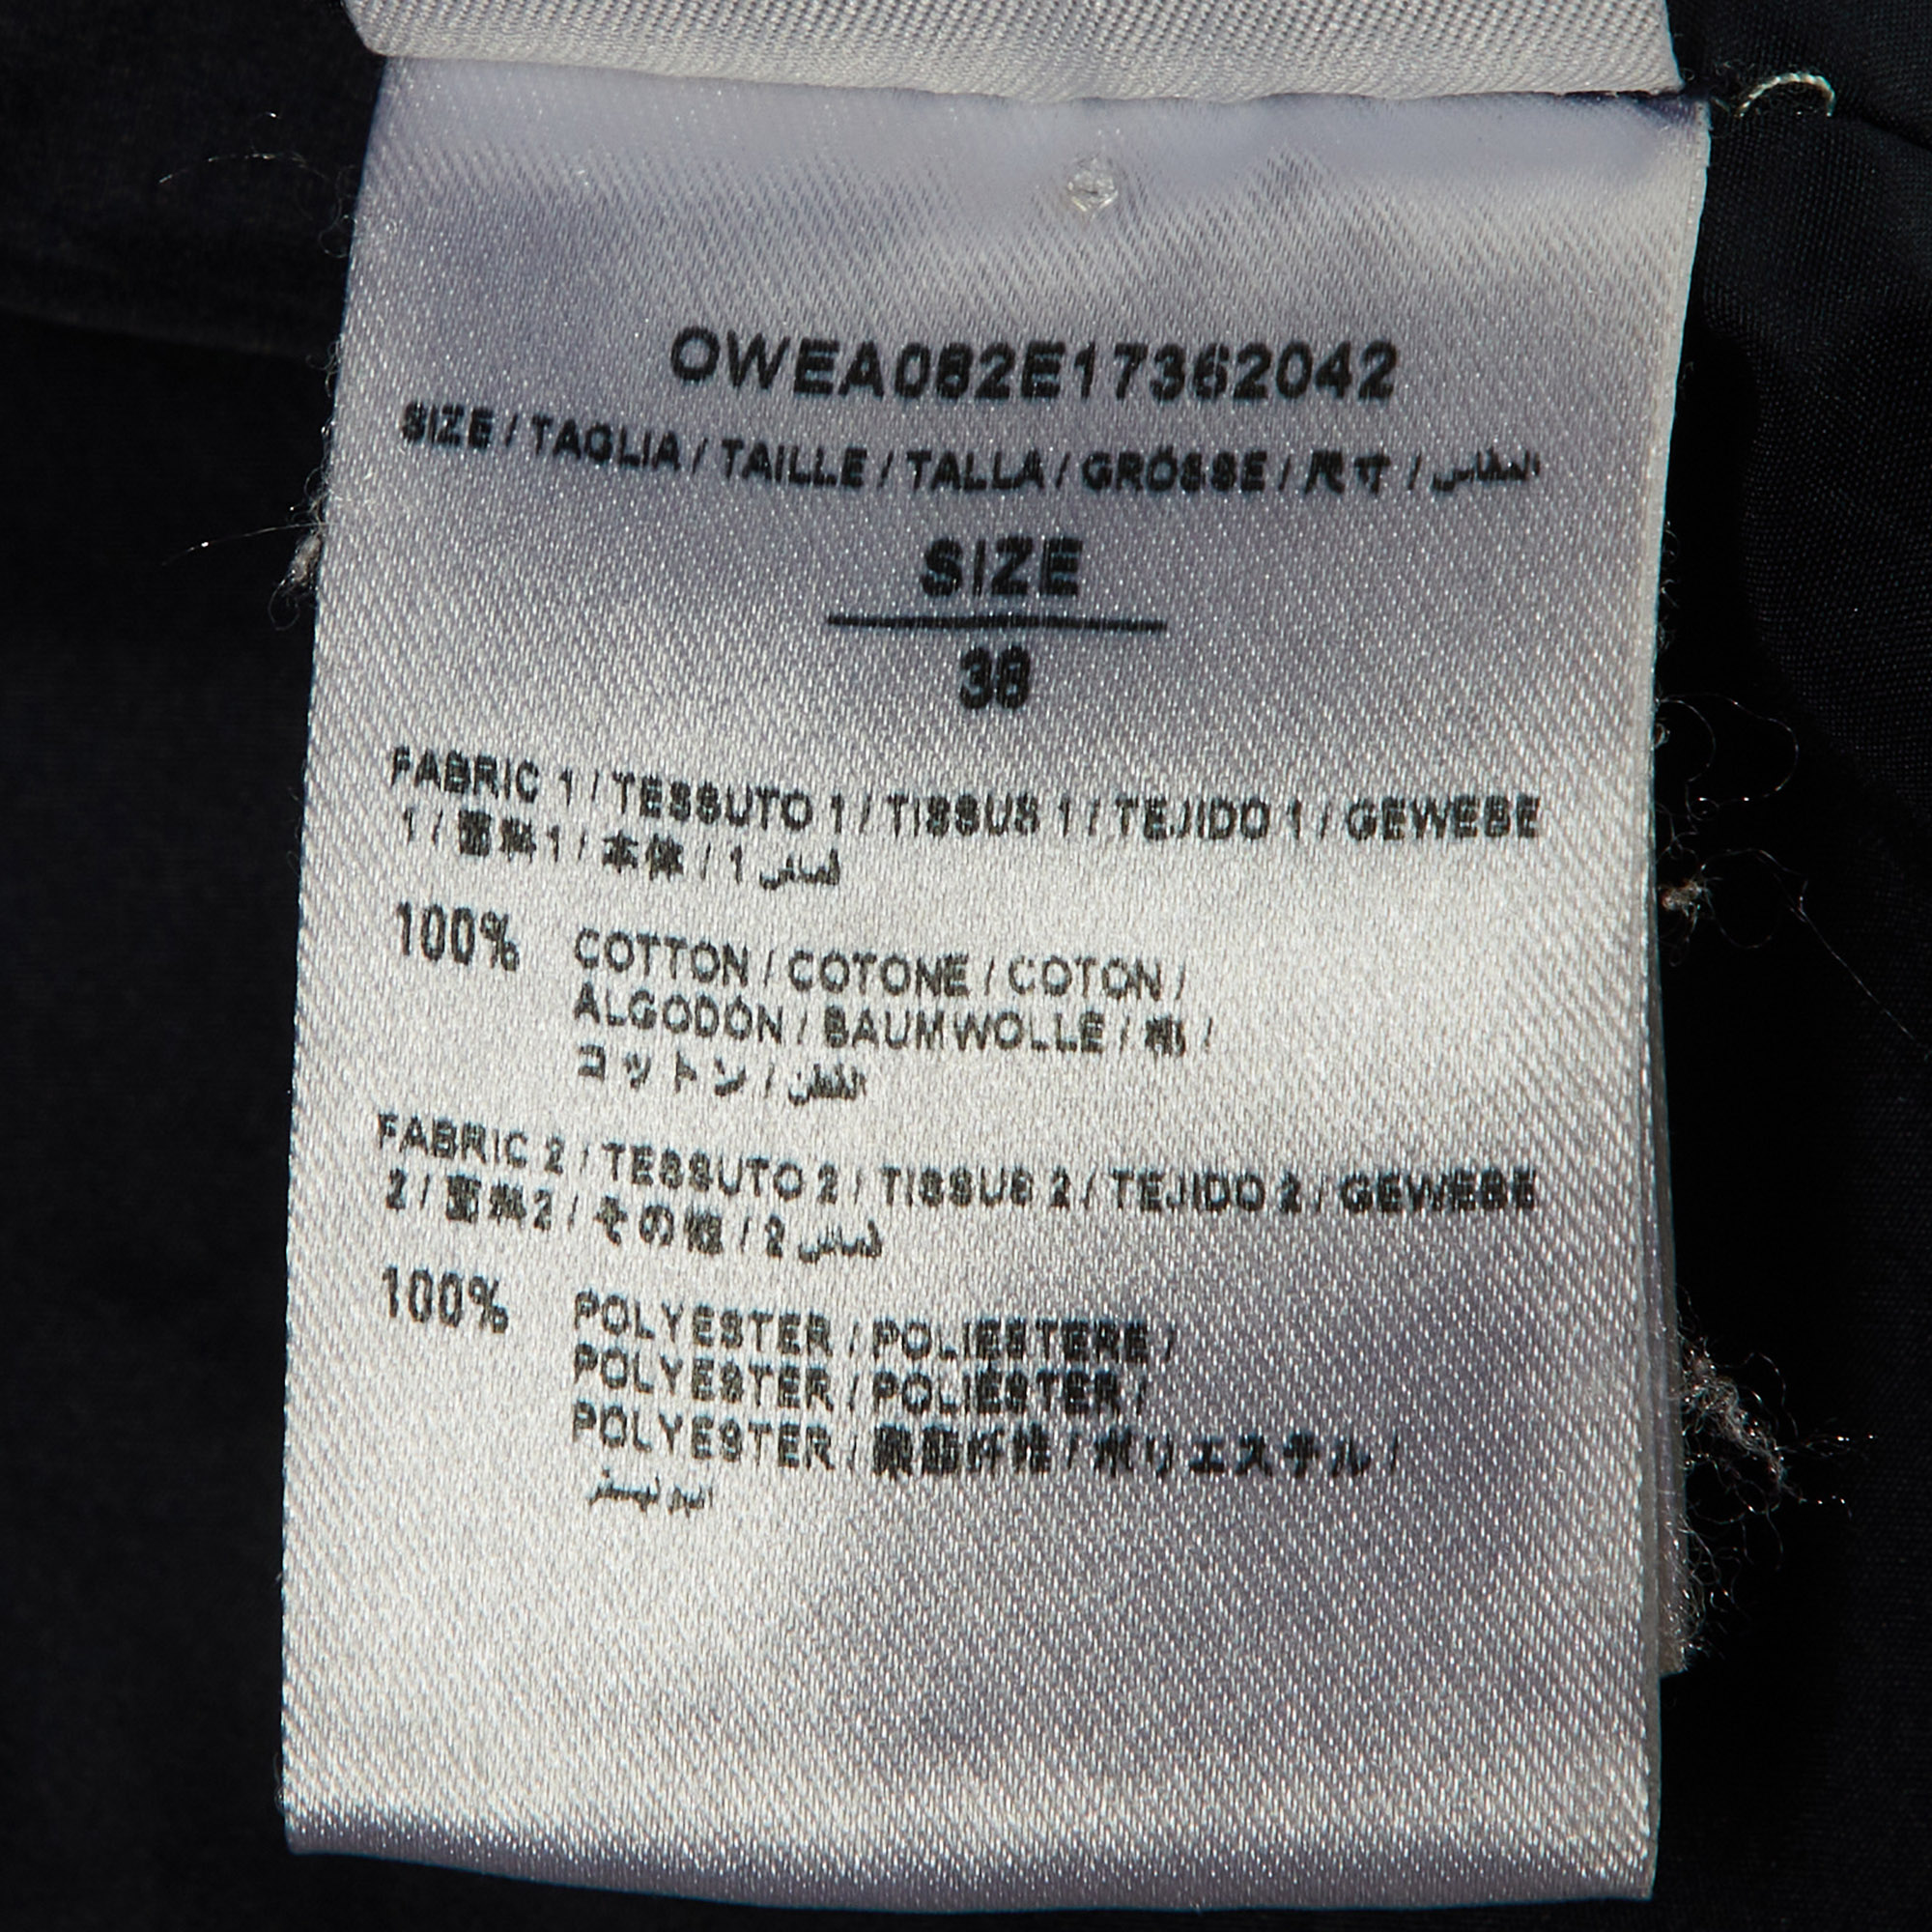 OWEA082E17362042
SIZE / TAGLIA / TAILLE / TALLA / GRÖSSE / 尺寸 / المقاس
SIZE
38
FABRIC 1 / TESSUTO 1 / TISSUS 1 / TEJIDO 1 / GEWEBE
1 / 面料1 / 本体 / 1
100% COTTON / COTONE / COTON /
ALGODÓN / BAUMWOLLE / 棉 /
コットン / القطن
FABRIC 2 / TESSUTO 2 / TISSUS 2 / TEJIDO 2 / GEWEBE
2 / 面料2 / その他 / 2
100% POLYESTER / POLIESTERE /
POLYESTER / POLIÉSTER /
POLYESTER / 聚酯纤维 / ポリエステル /